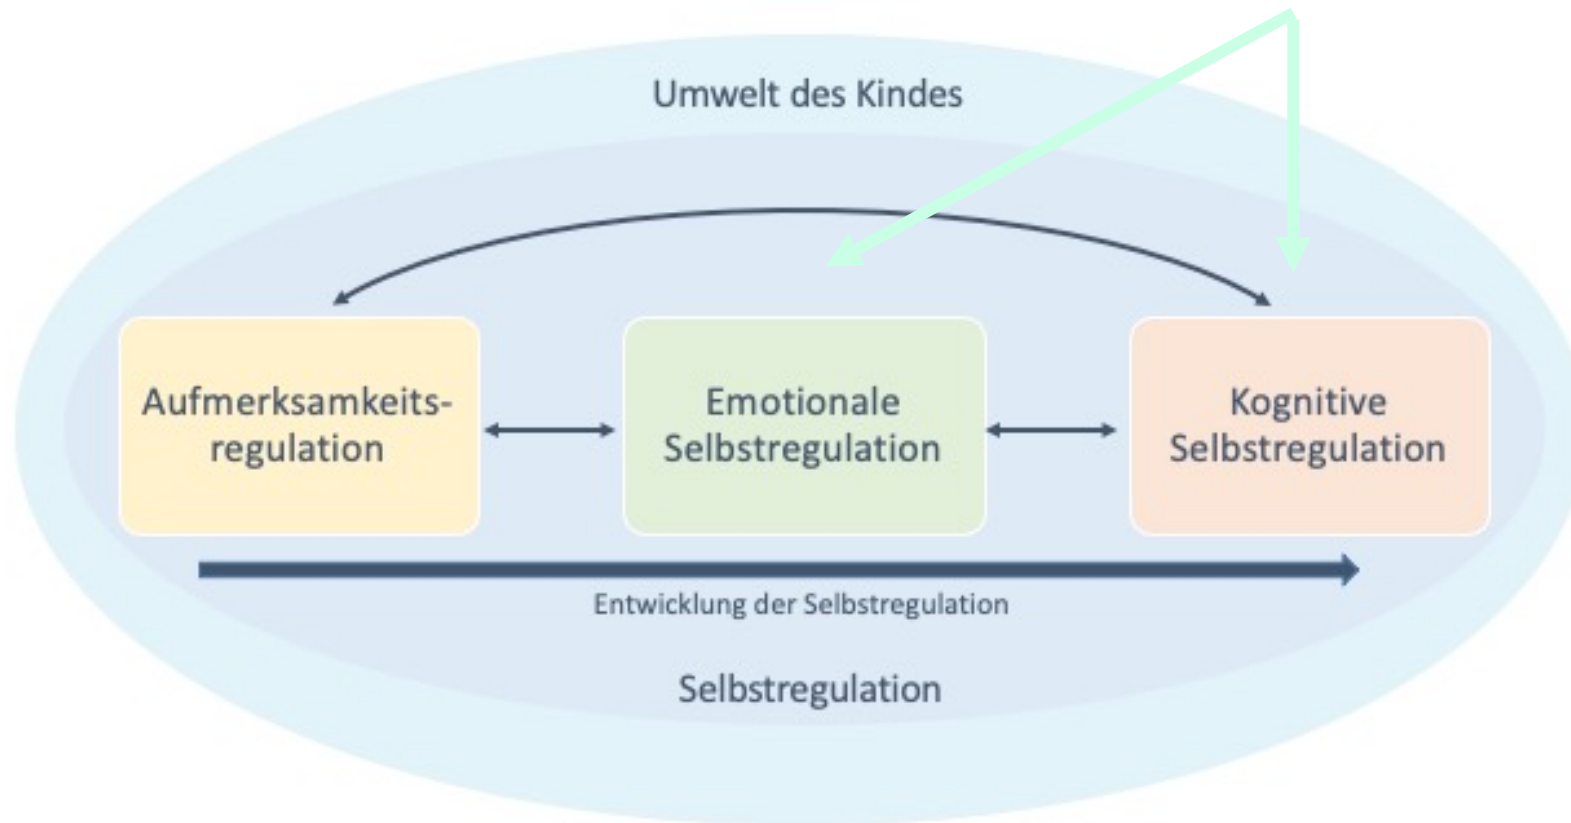 Umwelt des Kindes
Aufmerksamkeits-
regulation
Emotionale
Selbstregulation
Kognitive
Selbstregulation
Entwicklung der Selbstregulation
Selbstregulation